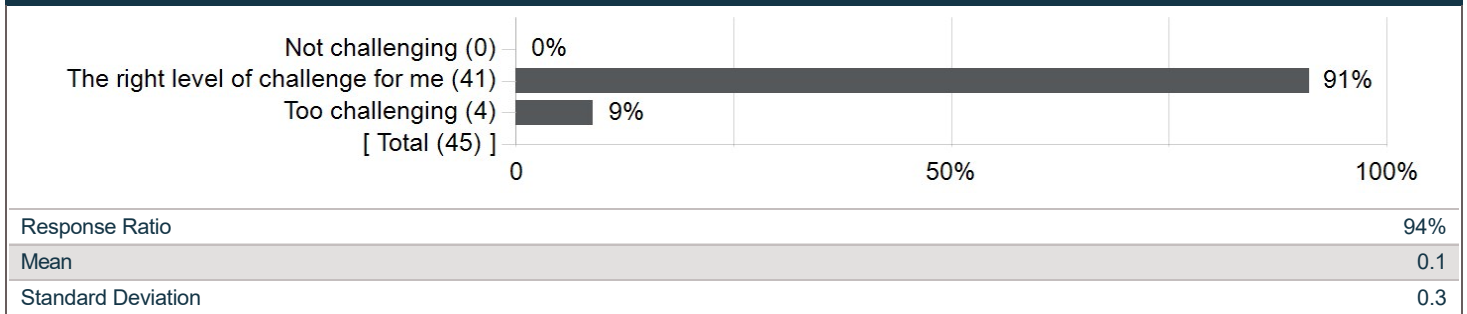 Not challenging (0) 0%
The right level of challenge for me (41) 91%
Too challenging (4) 9%
[ Total (45) ]
0 50% 100%
Response Ratio 94%
Mean 0.1
Standard Deviation 0.3